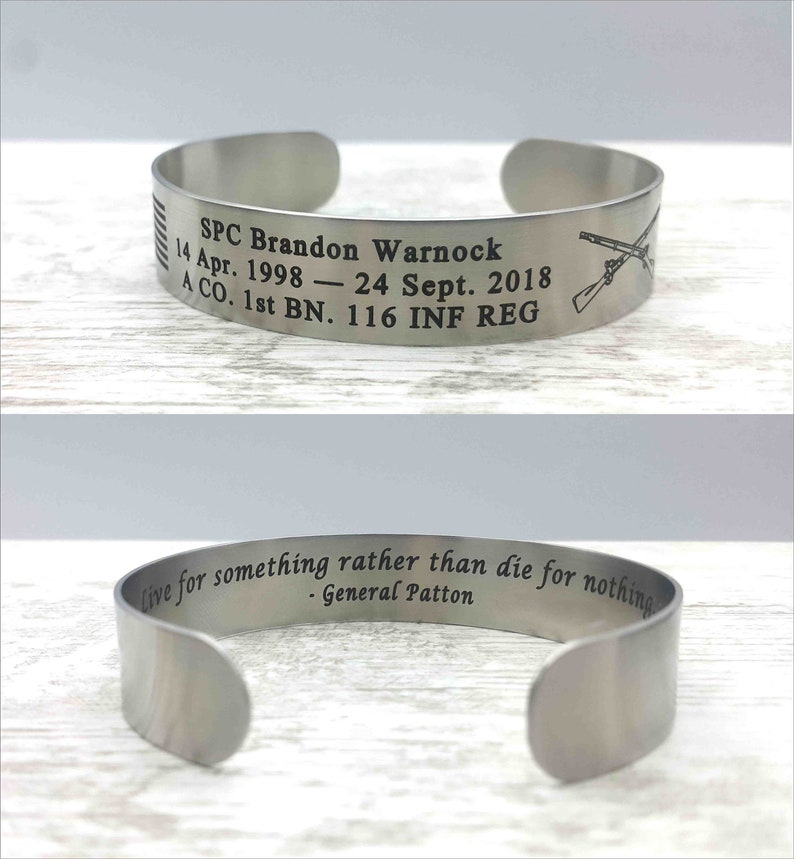 SPC Brandon Warnock
14 Apr. 1998 — 24 Sept. 2018
A CO. 1st BN. 116 INF REG
Live for something rather than die for nothing.
- General Patton